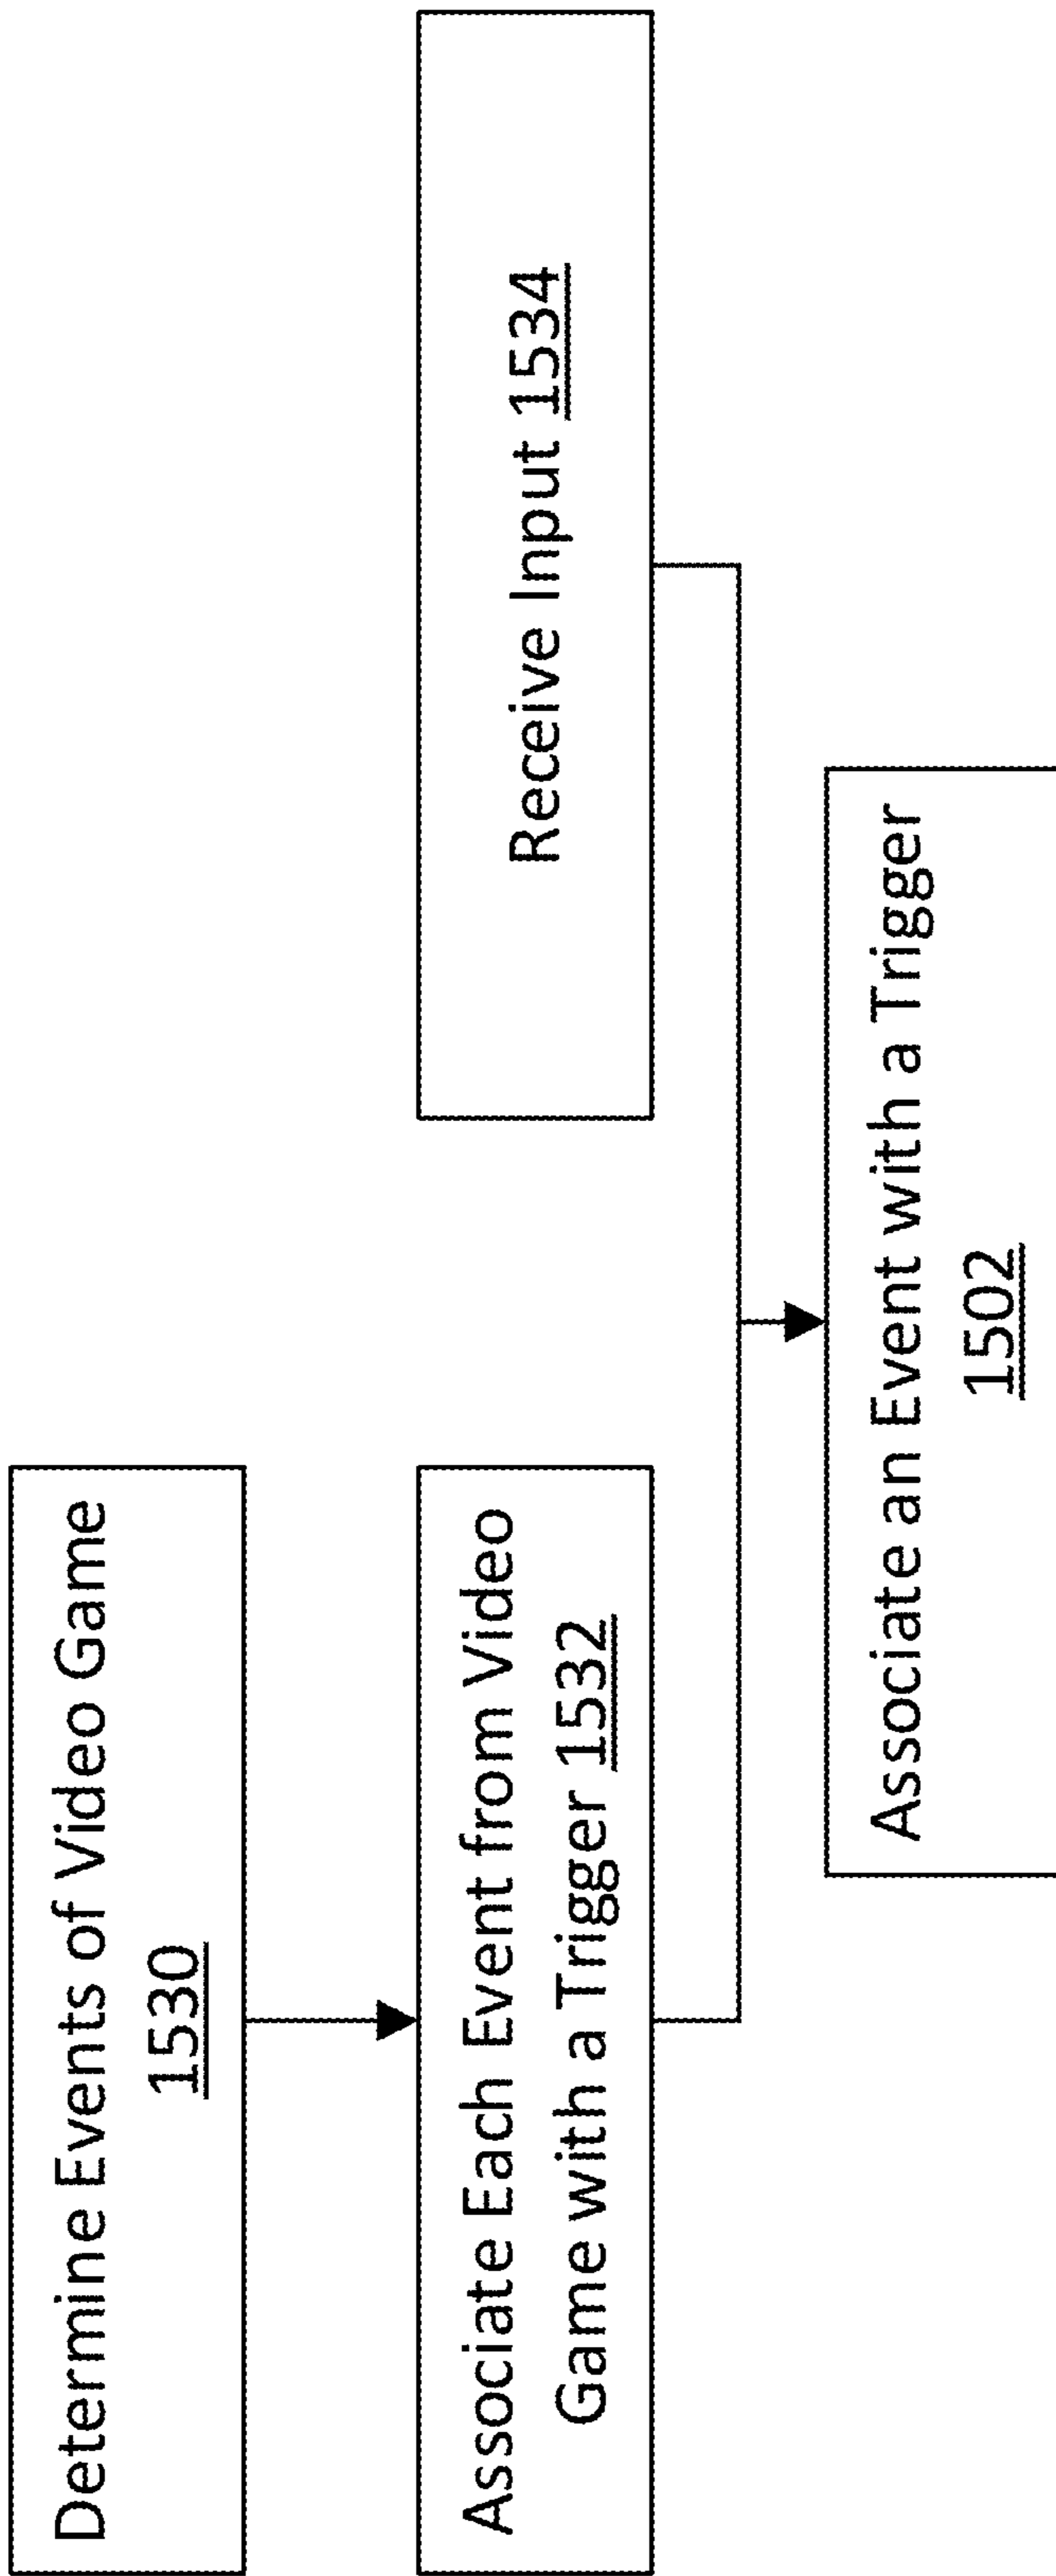 Determine Events of Video Game
1530
Associate Each Event from Video
Game with a Trigger 1532
Receive Input 1534
Associate an Event with a Trigger
1502